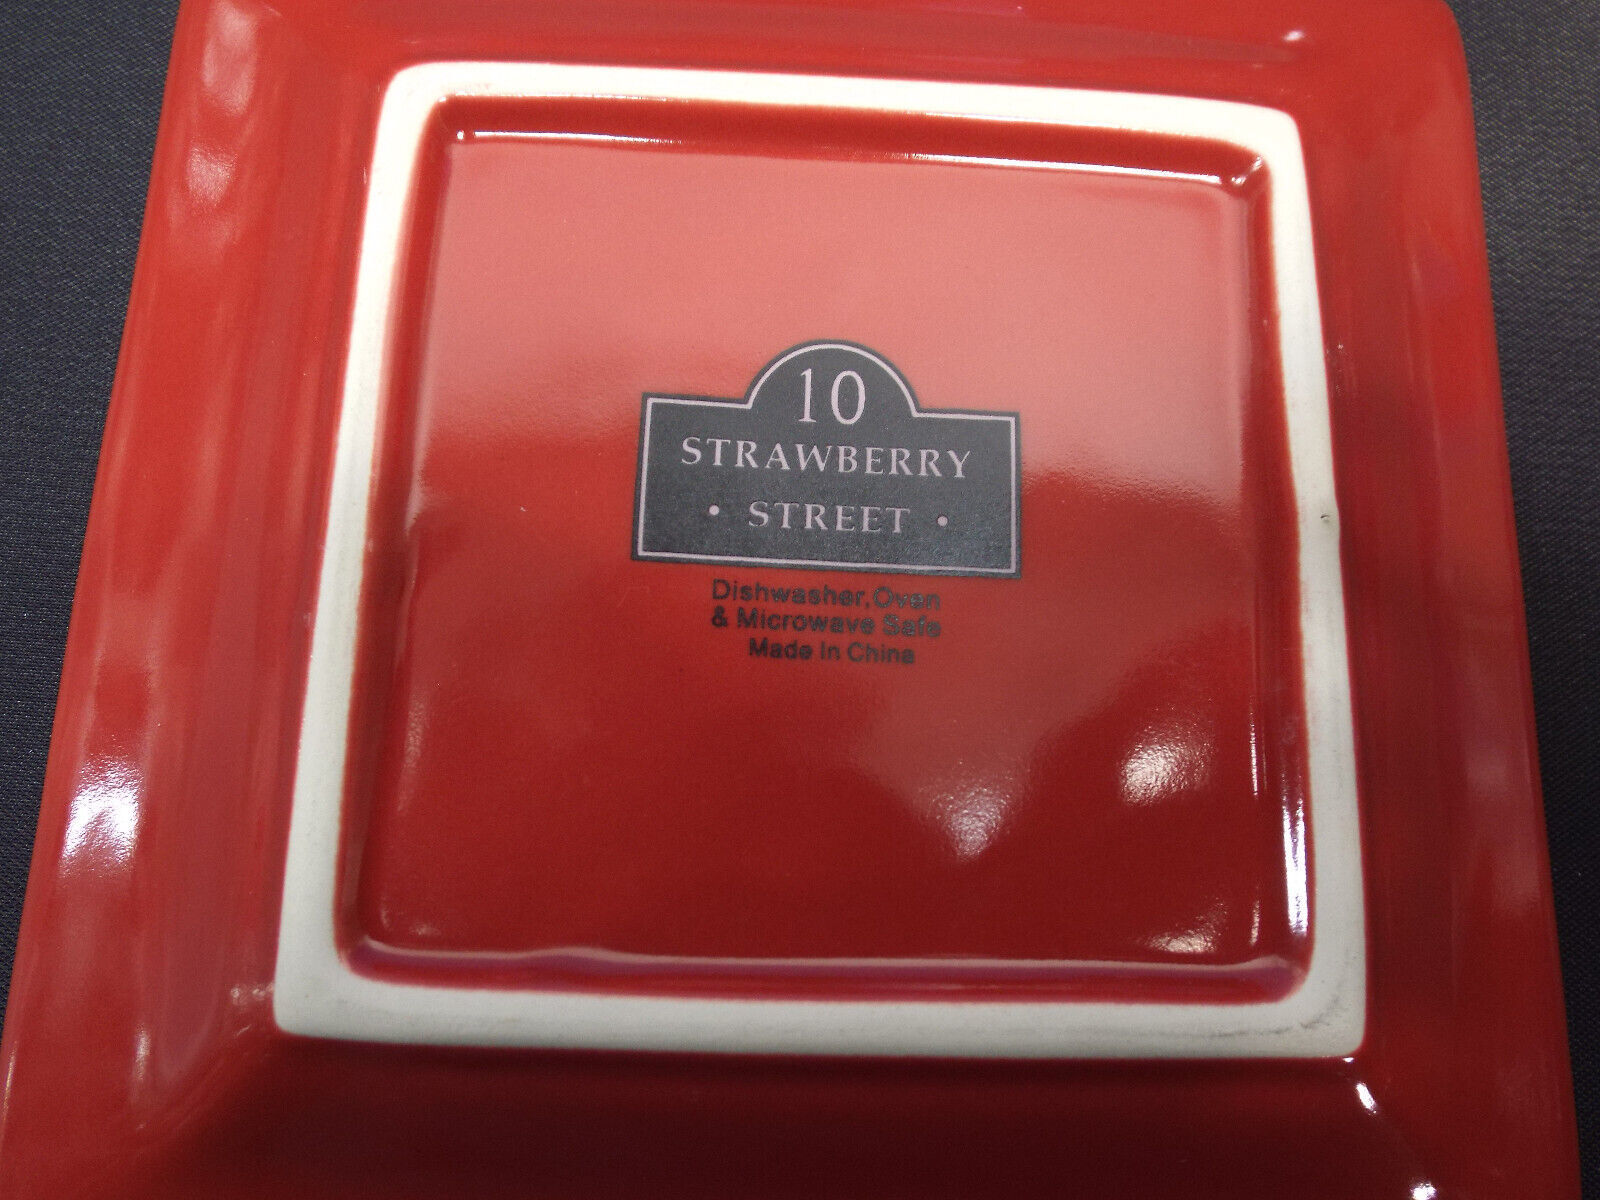 10
STRAWBERRY
• STREET •
Dishwasher, Oven
& Microwave Safe
Made In China